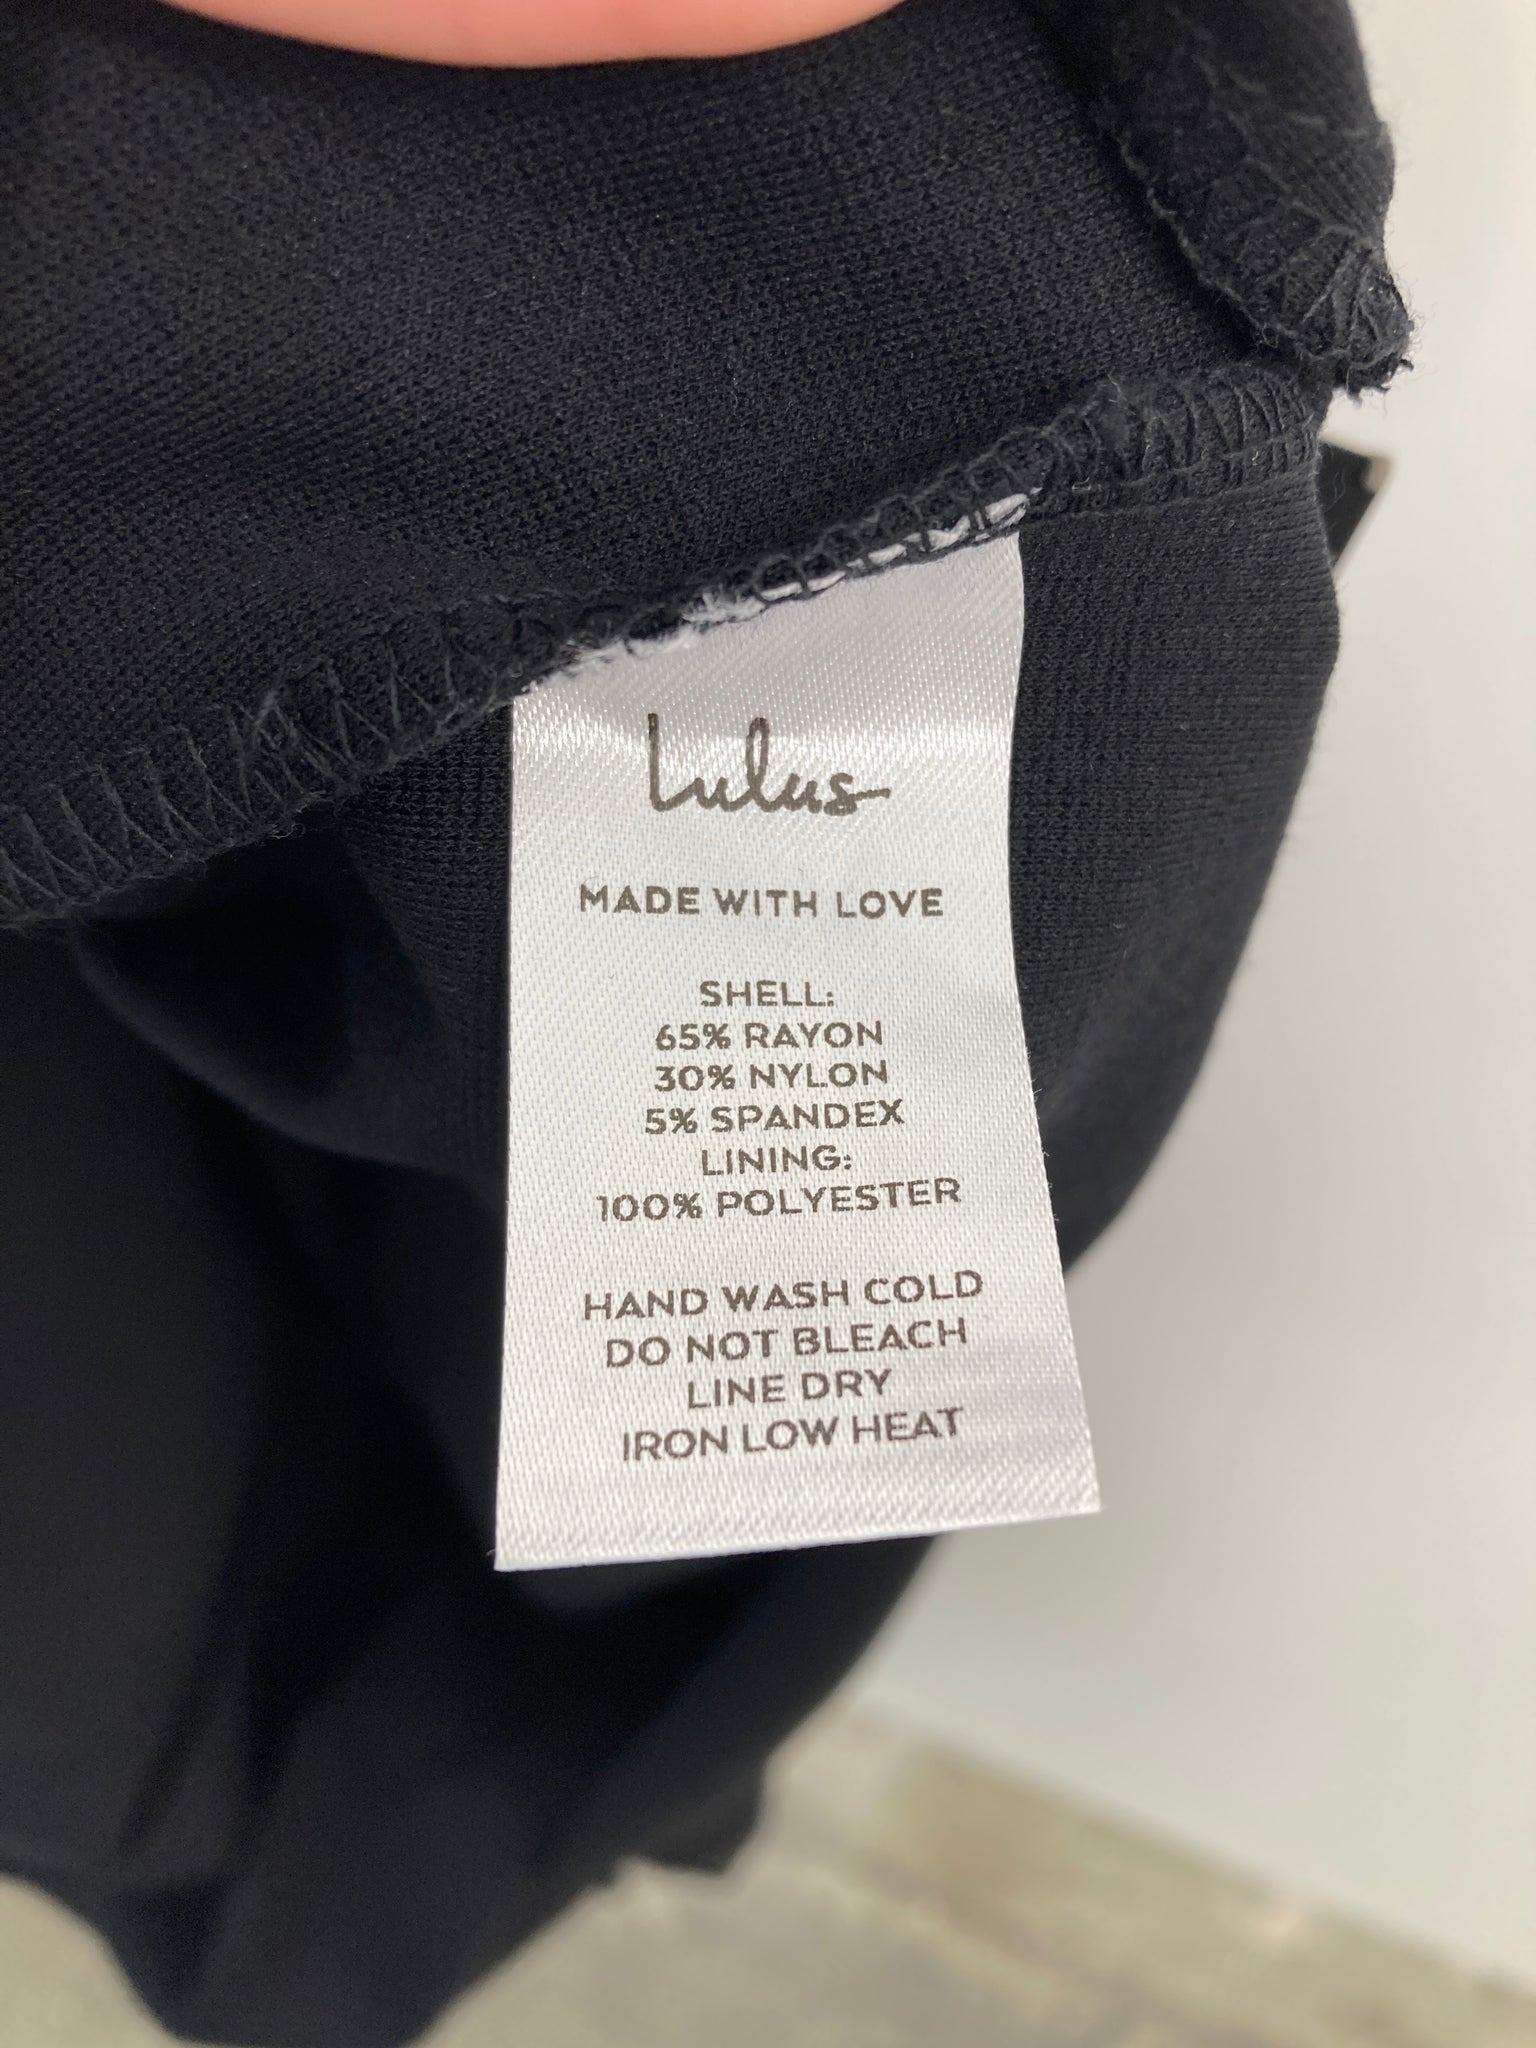 Lulus
MADE WITH LOVE
SHELL:
65% RAYON
30% NYLON
5% SPANDEX
LINING:
100% POLYESTER
HAND WASH COLD
DO NOT BLEACH
LINE DRY
IRON LOW HEAT